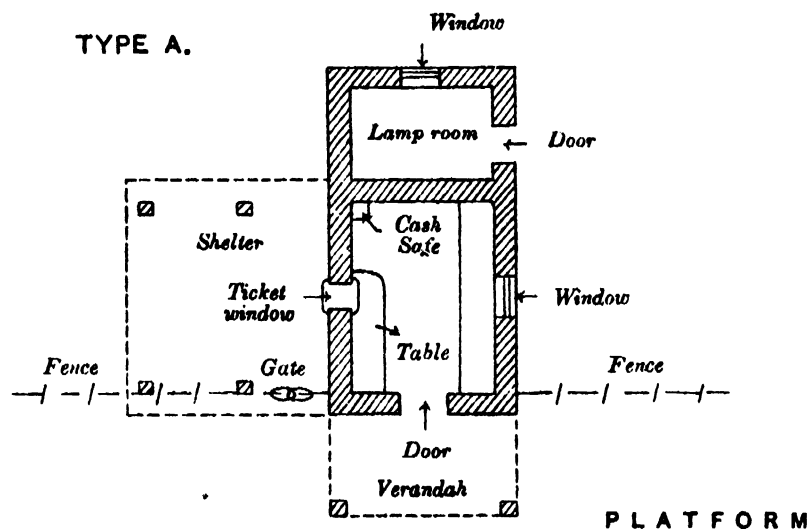 Window
TYPE A.
Lamp room
Door
Cash
Safe
Shelter
Ticket
window
Window
Table
Fence
Gate
Fence
Door
Verandah
PLATFORM